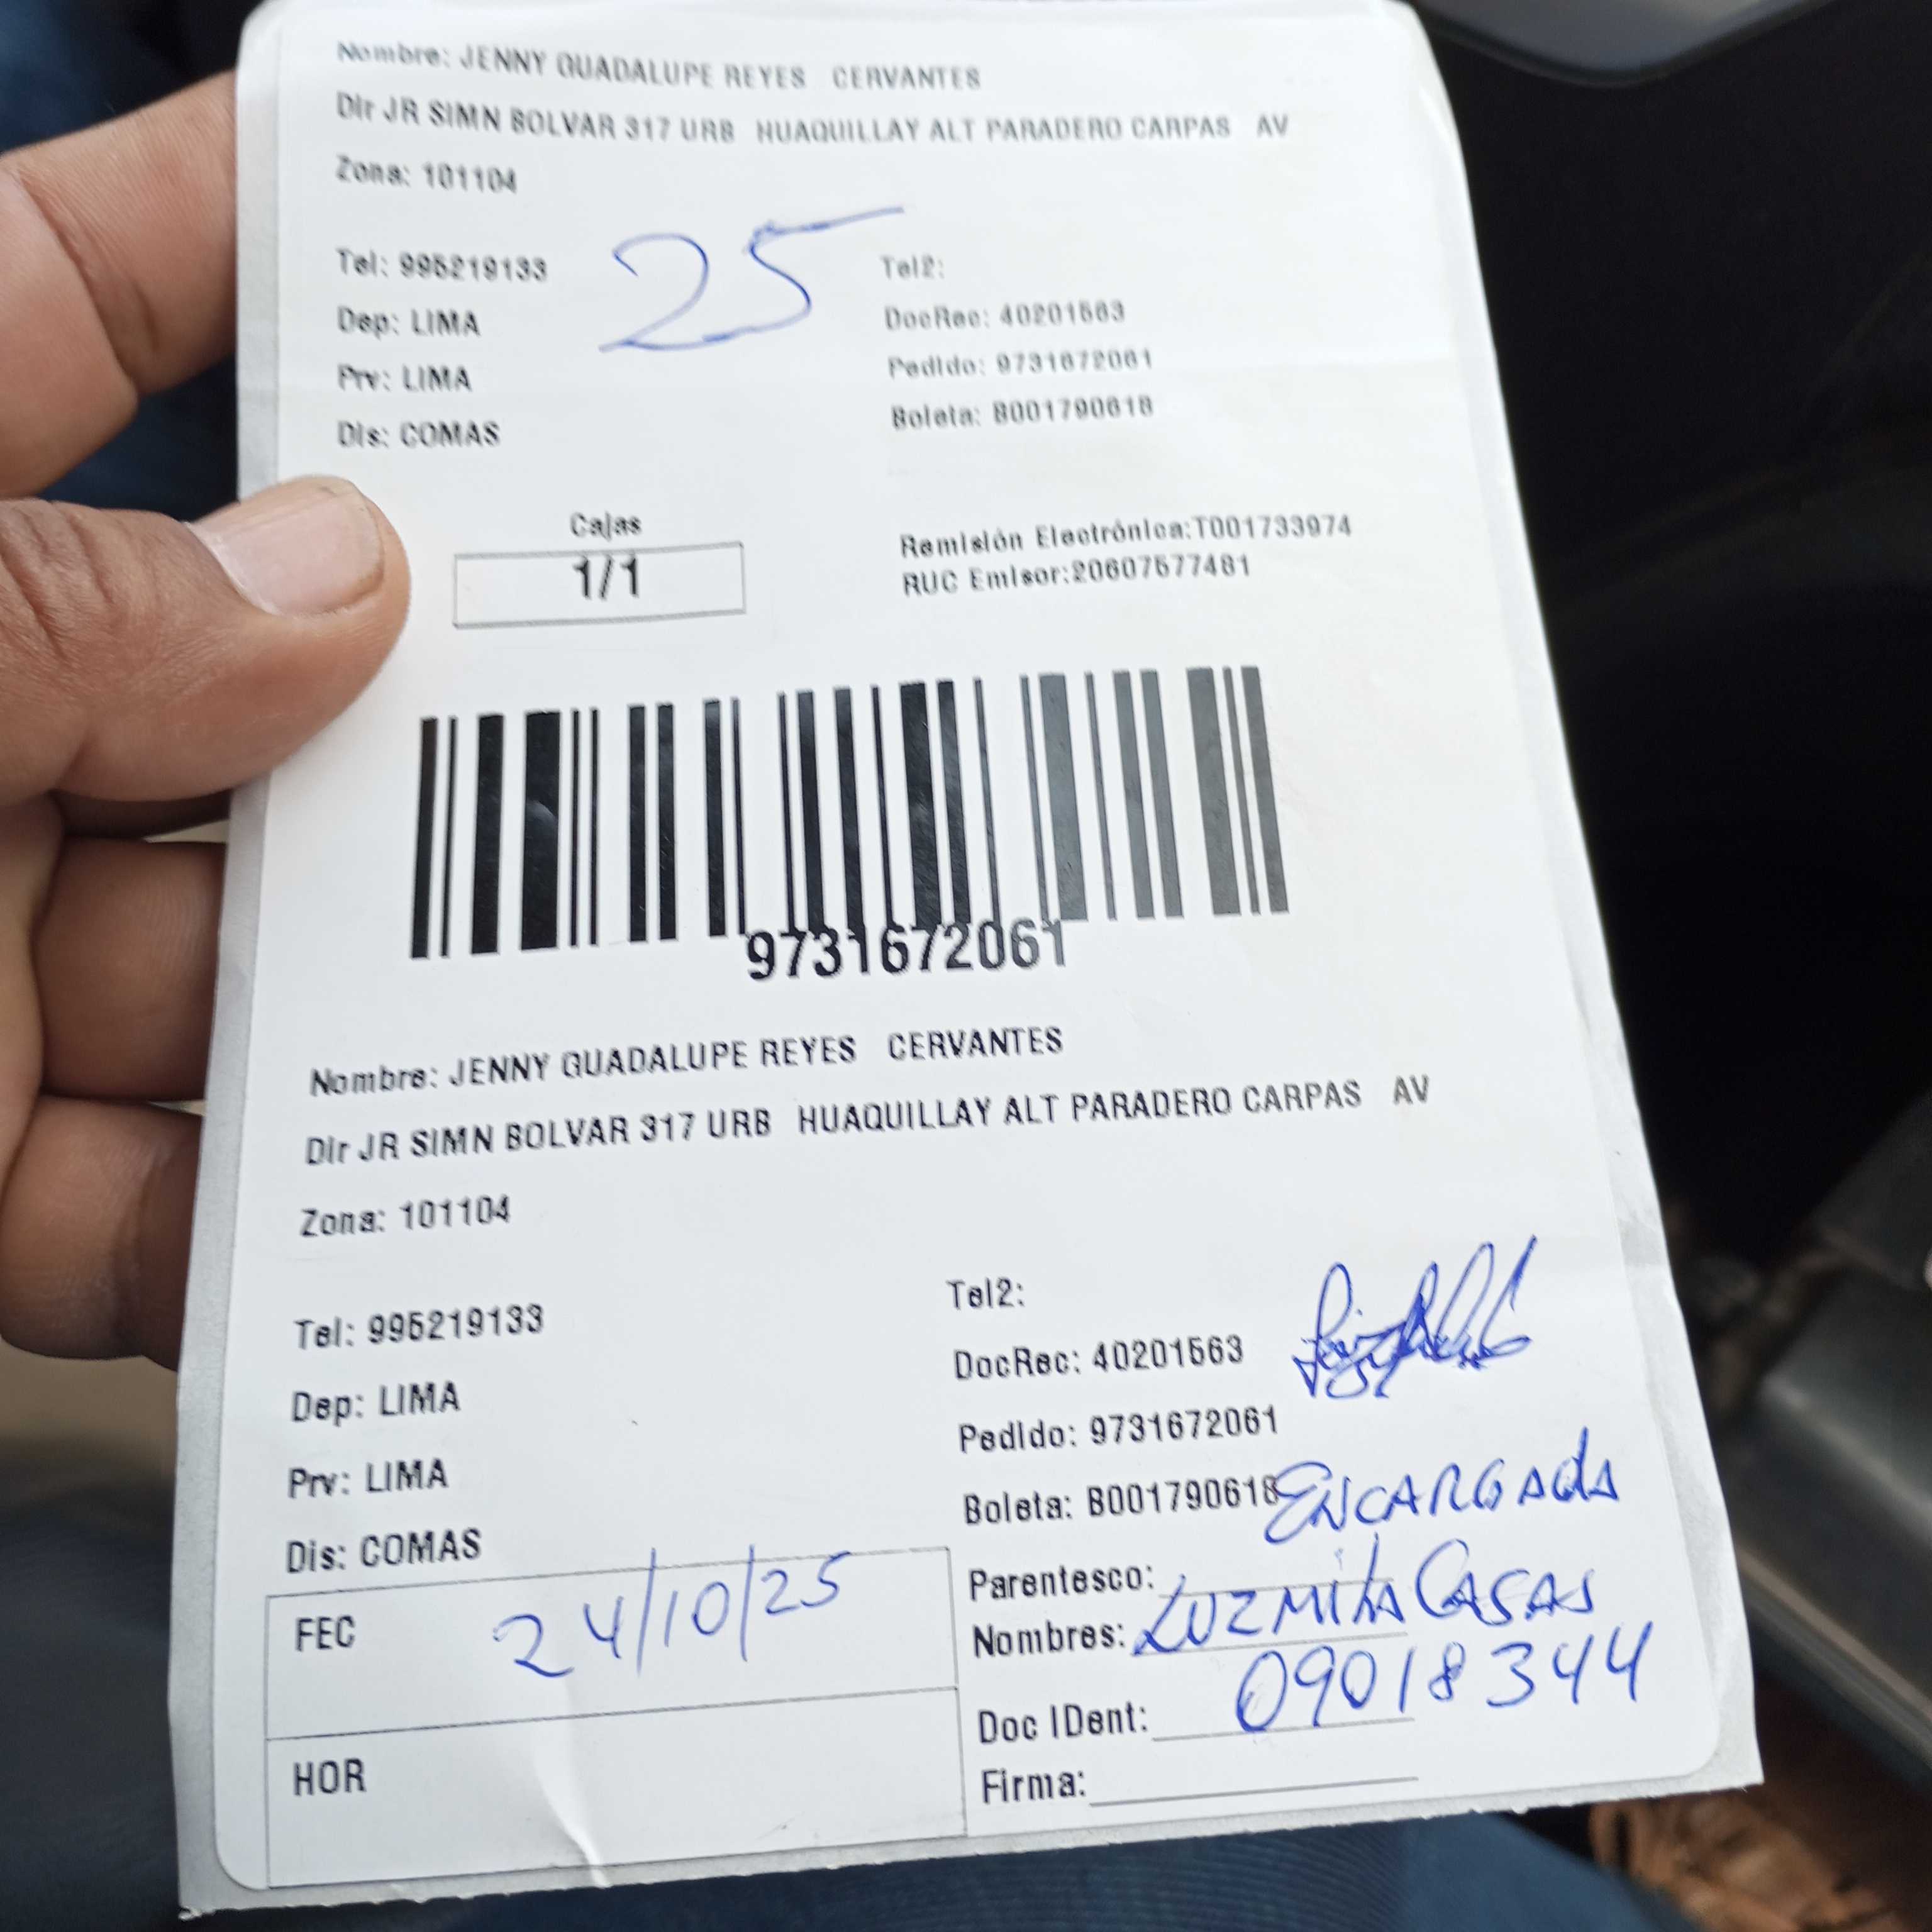 Nombre: JENNY GUADALUPE REYES CERVANTES
Dir JR SIMN BOLVAR 317 URB HUAQUILLAY ALT PARADERO CARPAS AV
Zona: 101104
25
Tel: 995219133
Tel2:
Dep: LIMA
DocRec: 40201563
Prv: LIMA
Pedido: 9731672061
Dis: COMAS
Boleta: B001790618
Cajas
1/1
Remisión Electrónica:T001733974
RUC Emisor:20607577481
9731672061
Nombre: JENNY GUADALUPE REYES CERVANTES
Dir JR SIMN BOLVAR 317 URB HUAQUILLAY ALT PARADERO CARPAS AV
Zona: 101104
Tel: 995219133
Tel2:
Dep: LIMA
DocRec: 40201563
Prv: LIMA
Pedido: 9731672061
Dis: COMAS
Boleta: B001790618
ENCARGADA
FEC 24/10/25
Parentesco:
Nombres: LUZMILA CASAS
Doc IDent: 09018344
HOR
Firma: